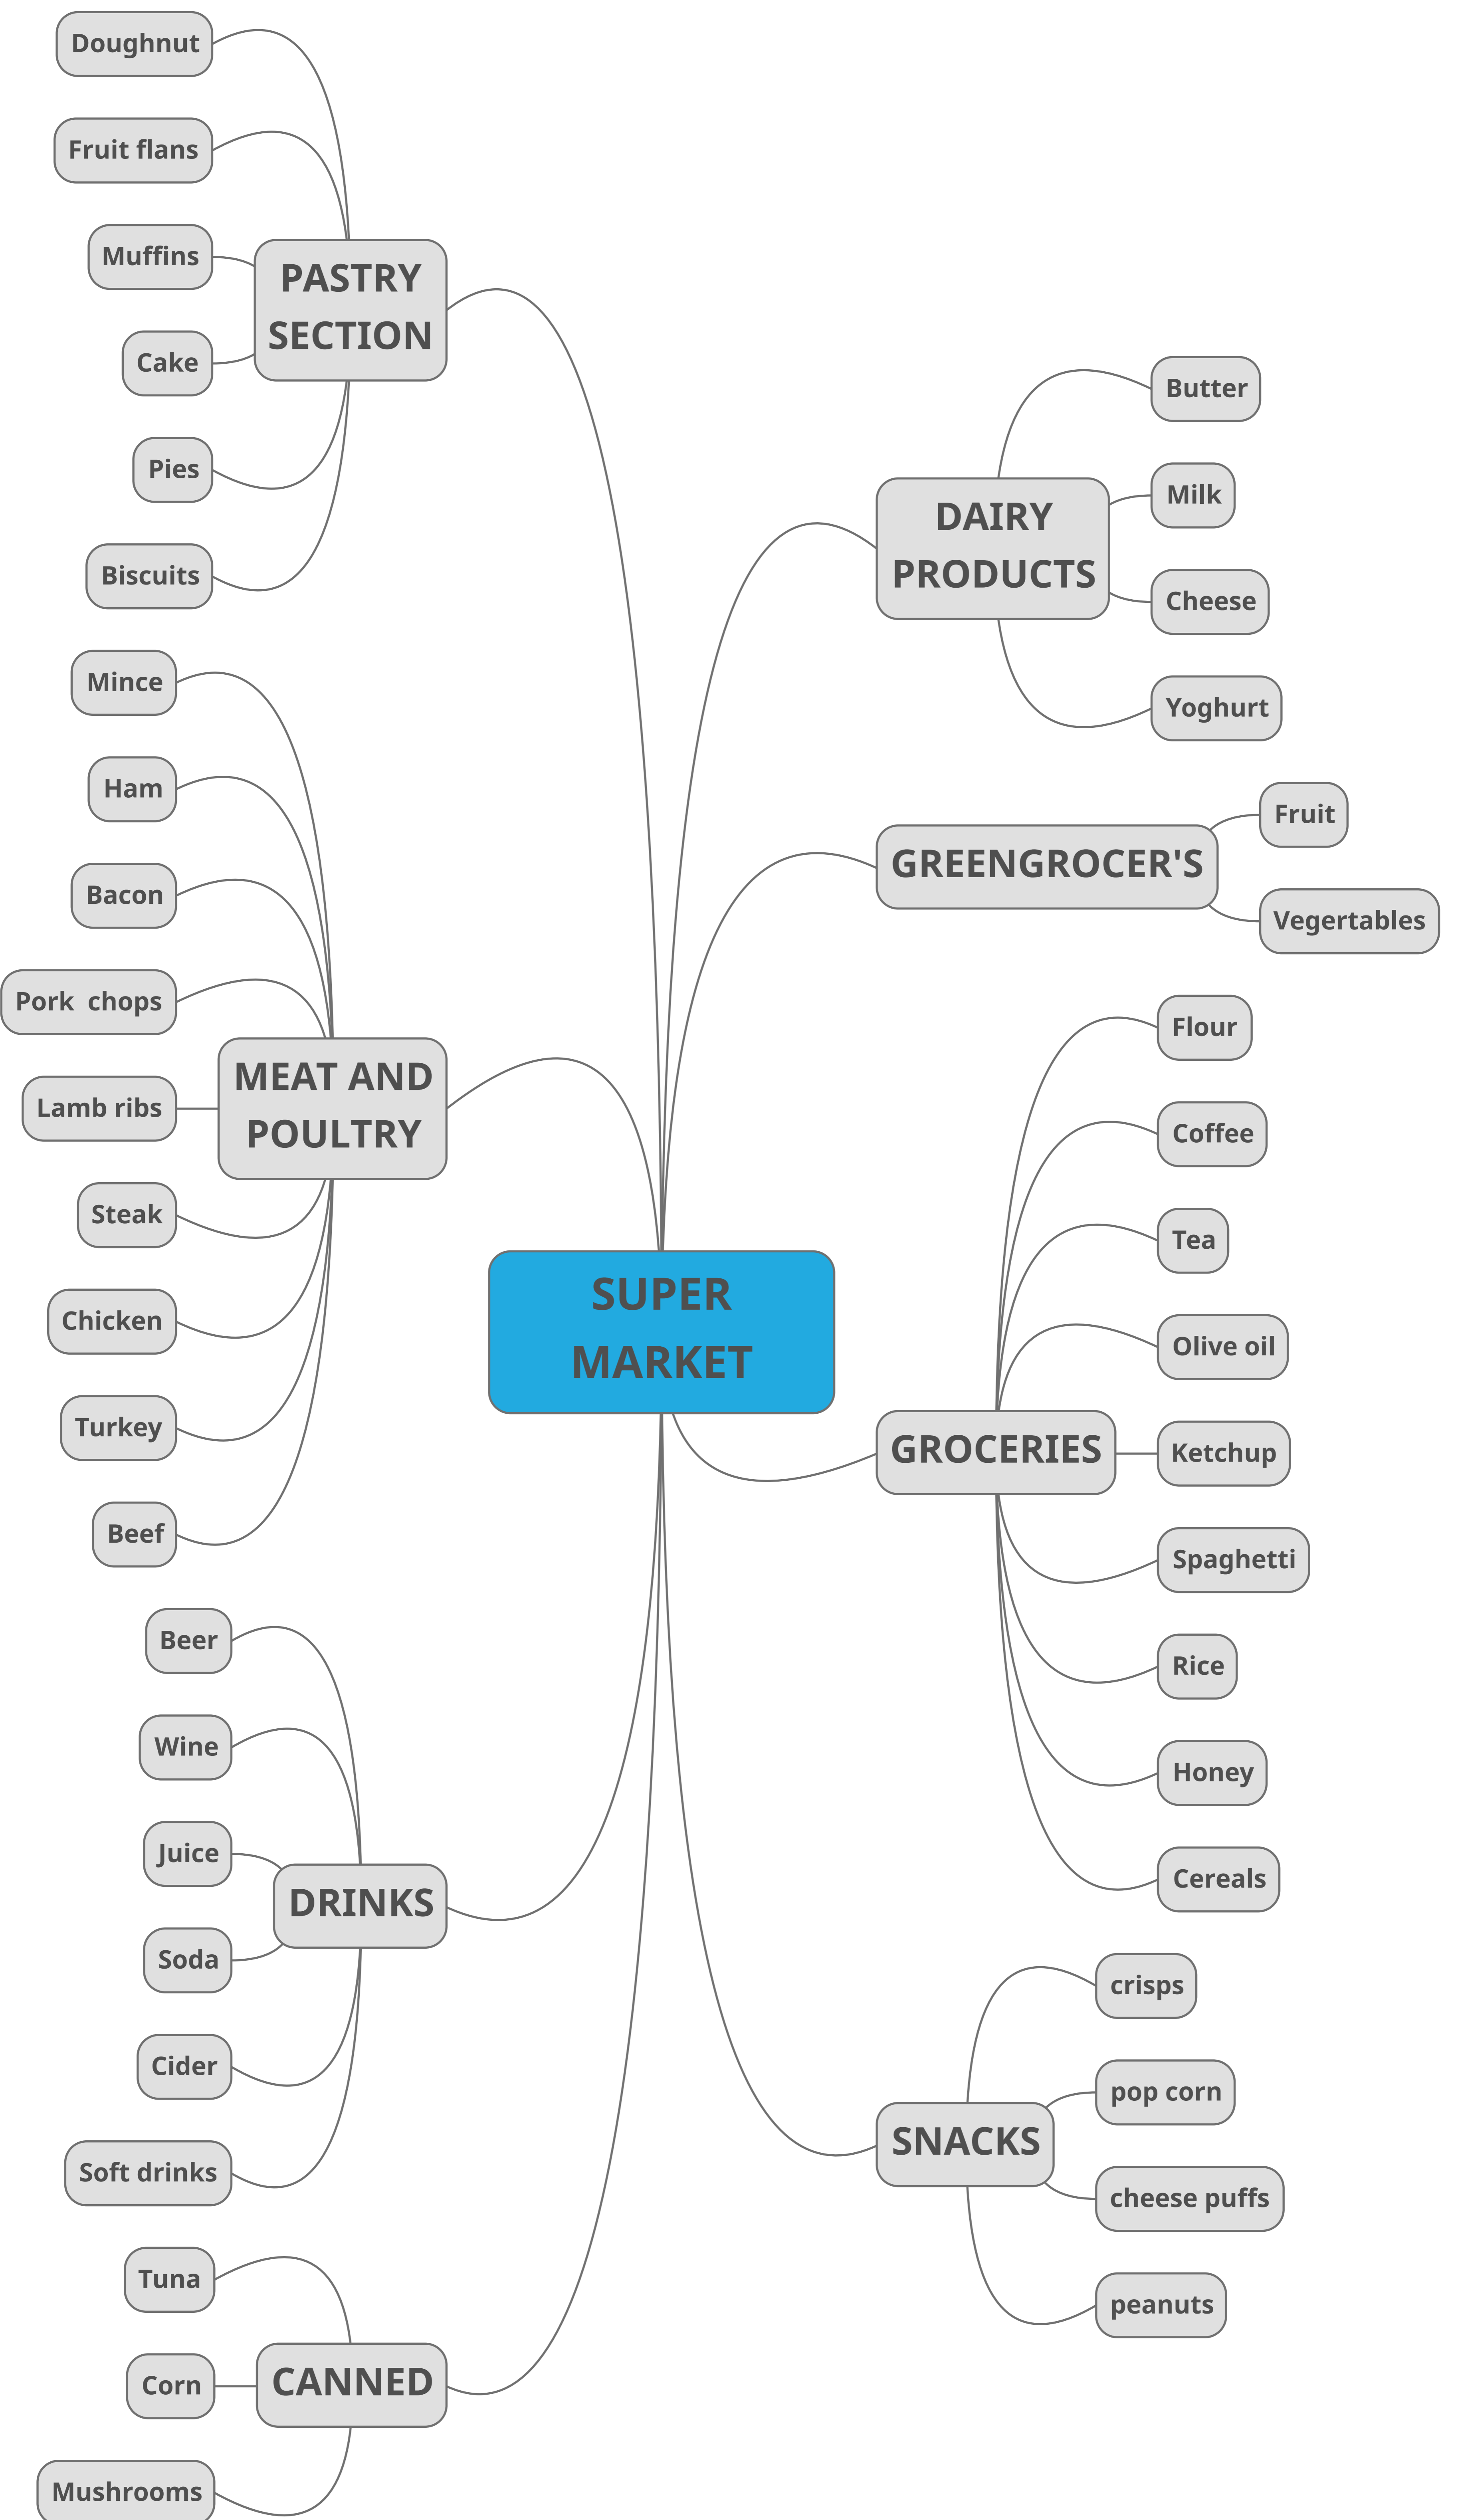 Doughnut
Fruit flans
Muffins
Cake
Pies
Biscuits
PASTRY
SECTION
Mince
Ham
Bacon
Pork  chops
Lamb ribs
Steak
Chicken
Turkey
Beef
MEAT AND
POULTRY
Beer
Wine
Juice
Soda
Cider
Soft drinks
DRINKS
Tuna
Corn
Mushrooms
CANNED
SUPER
MARKET
DAIRY
PRODUCTS
Butter
Milk
Cheese
Yoghurt
GREENGROCER'S
Fruit
Vegertables
GROCERIES
Flour
Coffee
Tea
Olive oil
Ketchup
Spaghetti
Rice
Honey
Cereals
SNACKS
crisps
pop corn
cheese puffs
peanuts